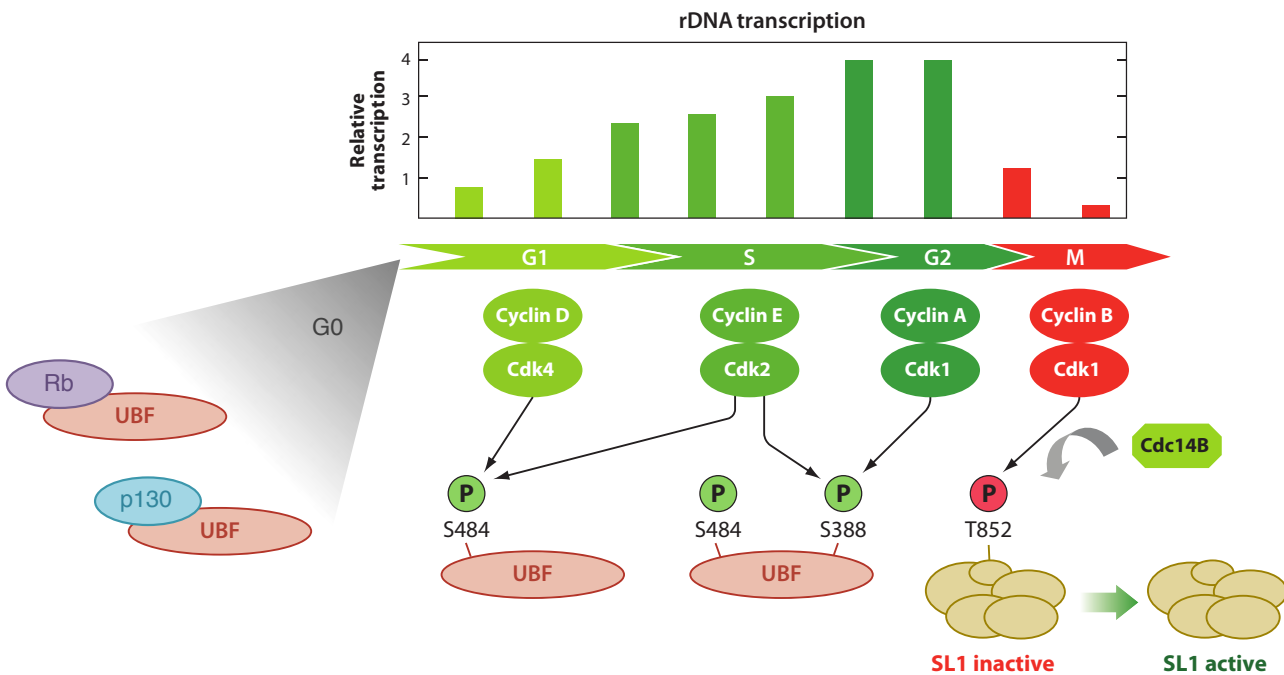 rDNA transcription
Relative
transcription
4
3
2
1
G1
S
G2
M
G0
Cyclin D
Cyclin E
Cyclin A
Cyclin B
Cdk4
Cdk2
Cdk1
Cdk1
Rb
UBF
Cdc14B
p130
UBF
P
P
P
P
S484
S484
S388
T852
UBF
UBF
SL1 inactive
SL1 active